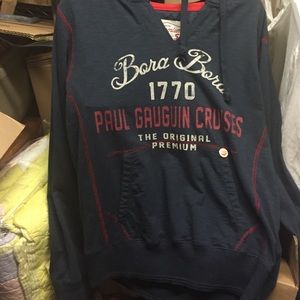 Bora Bora
1770
PAUL GAUGUIN CRUISES
THE ORIGINAL
PREMIUM